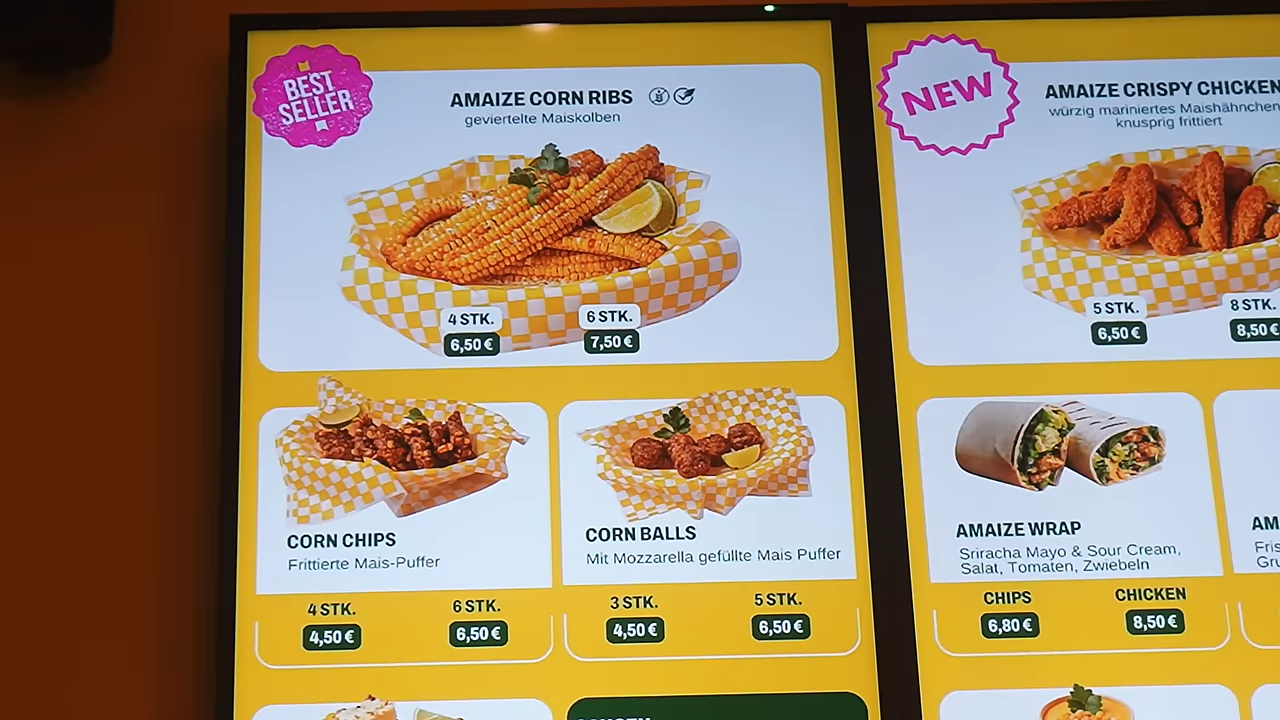 BEST
SELLER
AMAIZE CORN RIBS
geviertelte Maiskolben
4 STK.
6 STK.
6,50 €
7,50 €
NEW
AMAIZE CRISPY CHICKEN
würzig mariniertes Maishähnchen
knusprig frittiert
5 STK.
8 STK.
6,50 €
8,50 €
CORN CHIPS
Frittierte Mais-Puffer
4 STK.
6 STK.
4,50 €
6,50 €
CORN BALLS
Mit Mozzarella gefüllte Mais Puffer
3 STK.
5 STK.
4,50 €
6,50 €
AMAIZE WRAP
Sriracha Mayo & Sour Cream,
Salat, Tomaten, Zwiebeln
CHIPS
CHICKEN
6,80 €
8,50 €